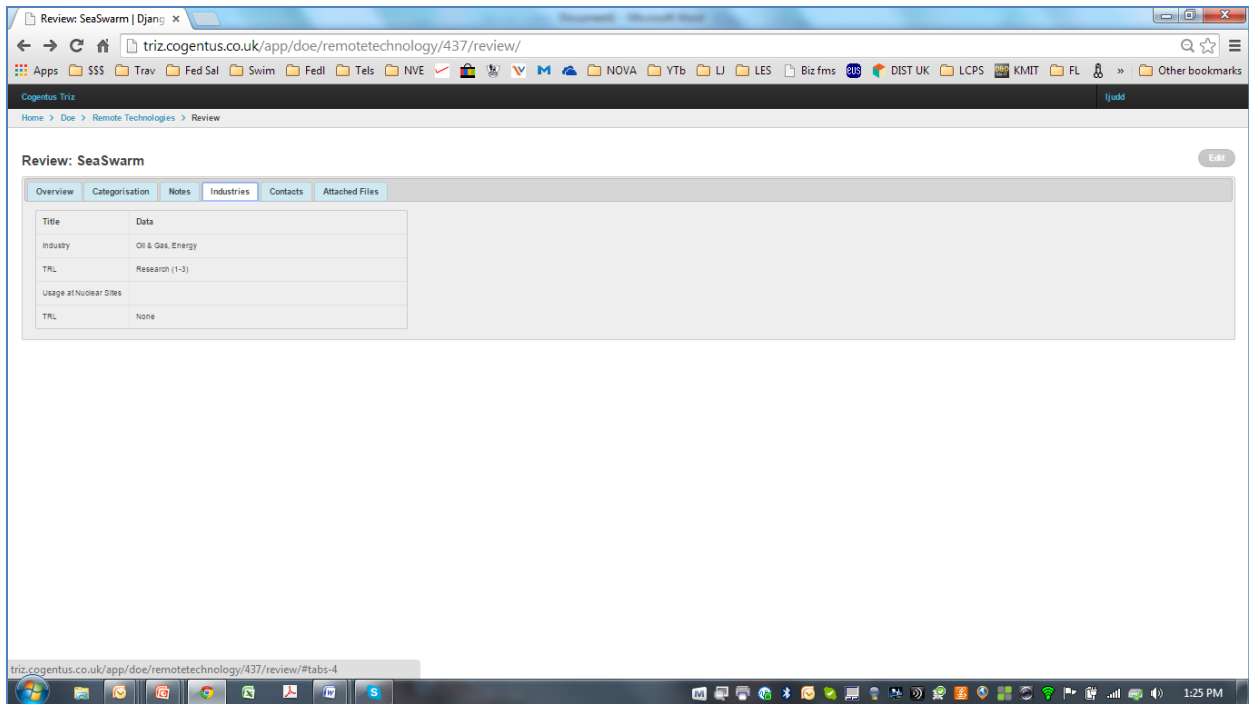 Review: SeaSwarm | Djang
triz.cogentus.co.uk/app/doe/remotetechnology/437/review/
Apps $$$ Trav Fed Sal Swim Fedl Tels NVE NOVA YTb LJ LES Biz fms DIST UK LCPS KMIT FL » Other bookmarks
Cogentus Triz ljudd
Home > Doe > Remote Technologies > Review
Review: SeaSwarm Edit
Overview Categorisation Notes Industries Contacts Attached Files
Title Data
Industry Oil & Gas, Energy
TRL Research (1-3)
Usage at Nuclear Sites
TRL None
triz.cogentus.co.uk/app/doe/remotetechnology/437/review/#tabs-4
1:25 PM